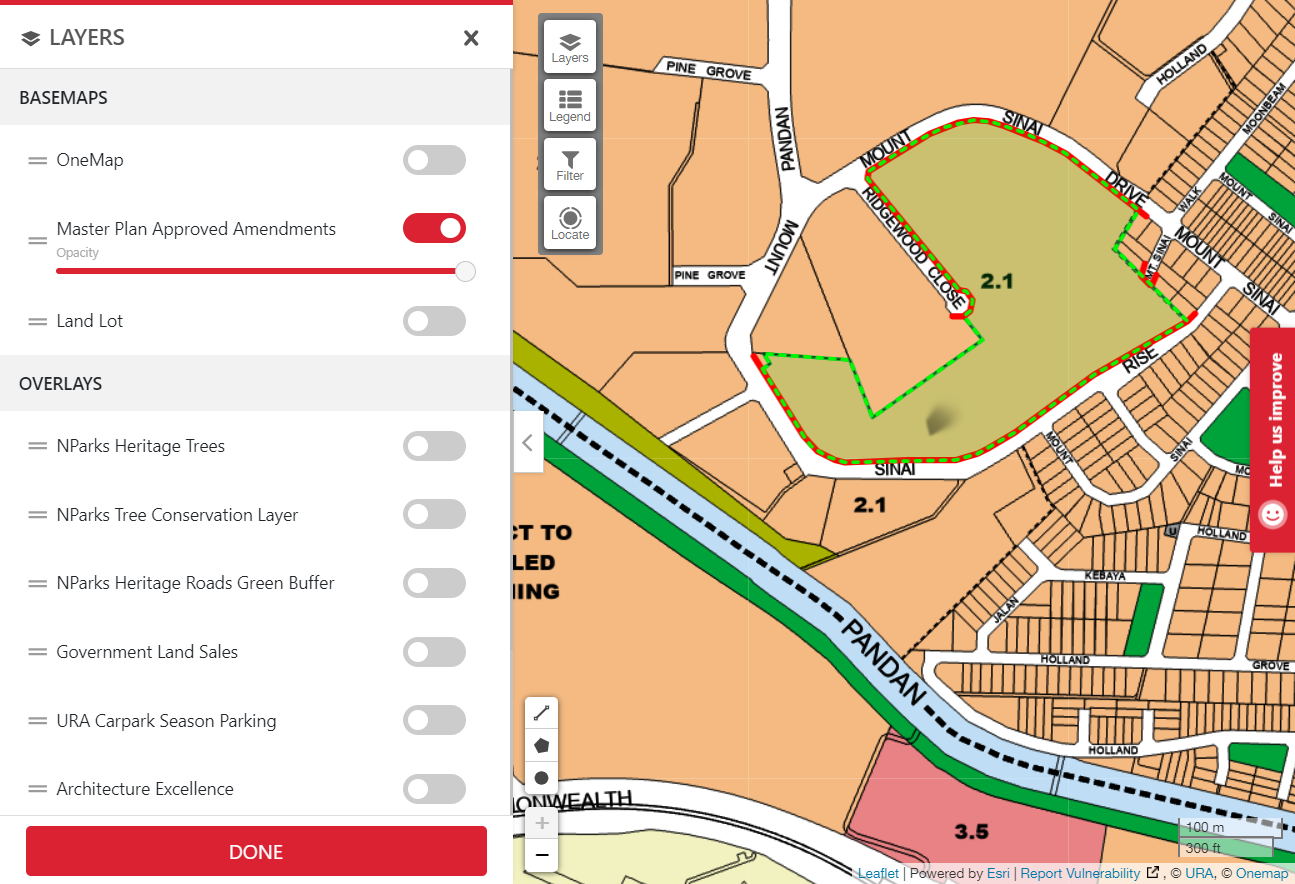 LAYERS
BASEMAPS
OneMap
Master Plan Approved Amendments
Opacity
Land Lot
OVERLAYS
NParks Heritage Trees
NParks Tree Conservation Layer
NParks Heritage Roads Green Buffer
Government Land Sales
URA Carpark Season Parking
Architecture Excellence
DONE
Layers
Legend
Filter
Locate
PINE GROVE
PANDAN
MOUNT
SINAI
DRIVE
HOLLAND
MOONBEAM
WALK
MOUNT
SINAI
RIDGEWOOD CLOSE
MOUNT
PINE GROVE
2.1
MT. SINAI
MOUNT
SINAI
RISE
Help us improve
MOUNT
SINAI
MO
SINAI
2.1
CT TO
LED
ING
U
HOLLAND
KEBAYA
JALAN
PANDAN
HOLLAND
GROVE
HOLLAND
ONWEALTH
3.5
100 m
300 ft
Leaflet | Powered by Esri | Report Vulnerability , © URA, © Onemap